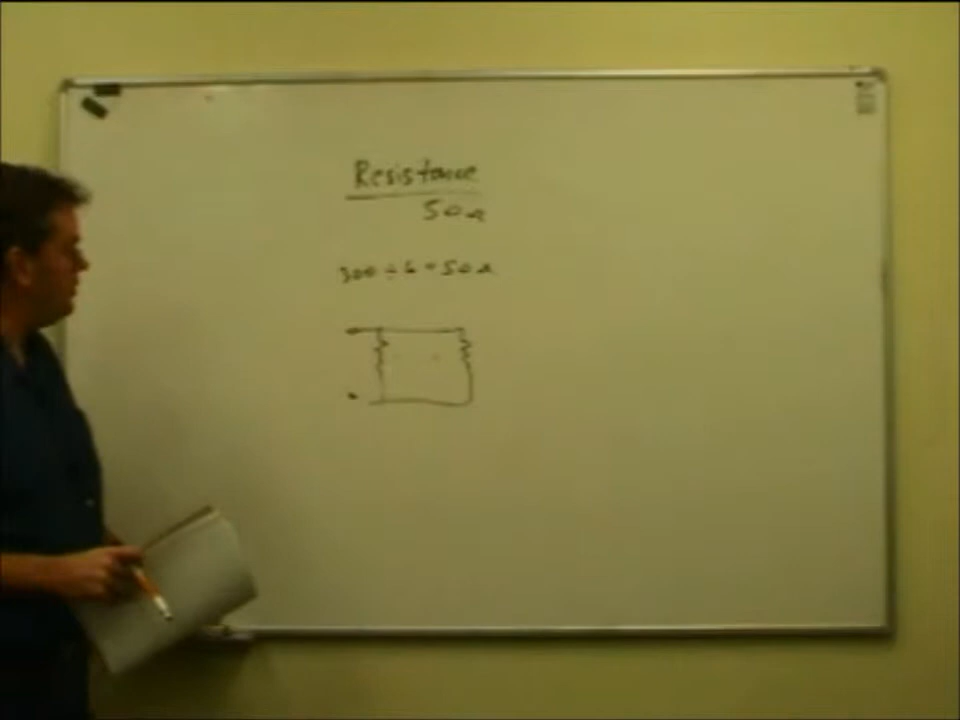 Resistance
50Ω
300 ÷ 6 = 50Ω